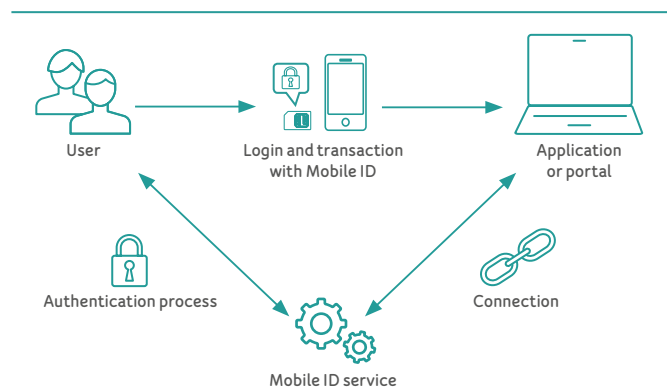 User
Login and transaction
with Mobile ID
Application
or portal
Authentication process
Connection
Mobile ID service